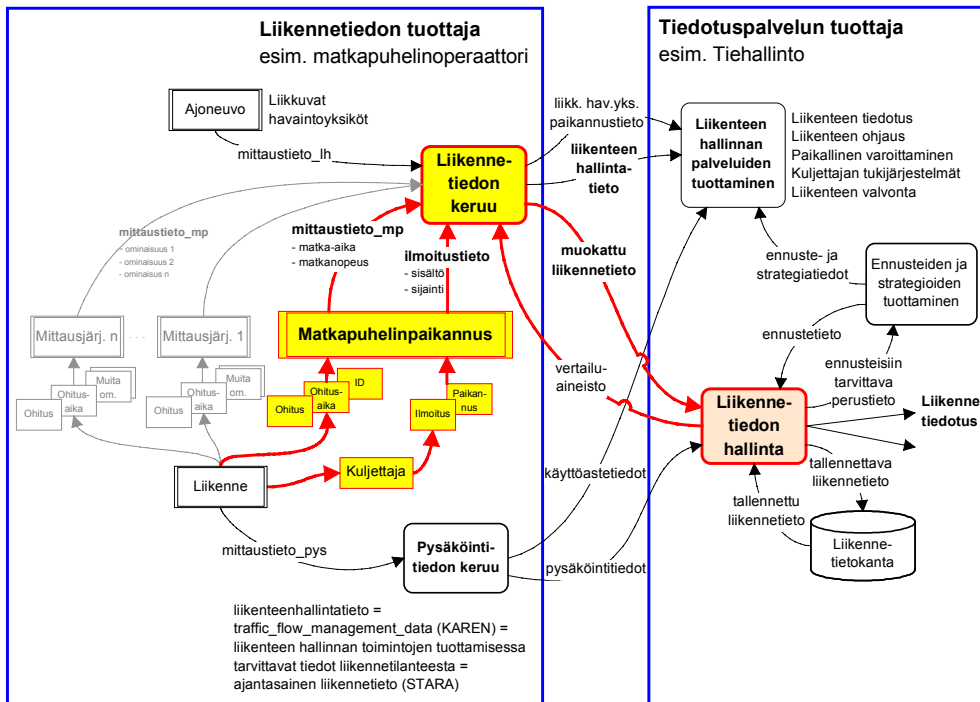 Liikennetiedon tuottaja
esim. matkapuhelinoperaattori
Tiedotuspalvelun tuottaja
esim. Tiehallinto
Ajoneuvo
Liikkuvat
havaintoyksiköt
mittaustieto_lh
Liikenne-
tiedon
keruu
liikk. hav.yks.
paikannustieto
liikenteen
hallinta-
tieto
Liikenteen
hallinnan
palveluiden
tuottaminen
Liikenteen tiedotus
Liikenteen ohjaus
Paikallinen varoittaminen
Kuljettajan tukijärjestelmät
Liikenteen valvonta
mittaustieto_mp
- ominaisuus 1
- ominaisuus 2
- ominaisus n
mittaustieto_mp
- matka-aika
- matkanopeus
ilmoitustieto
- sisältö
- sijainti
muokattu
liikennetieto
ennuste- ja
strategiatiedot
Ennusteiden ja
strategioiden
tuottaminen
Mittausjärj. n
. . .
Mittausjärj. 1
Matkapuhelinpaikannus
ennustetieto
ennusteisiin
tarvittava
perustieto
vertailu-
aineisto
Ohitus
Ohitus-
aika
Muita
om.
Ohitus
Ohitus-
aika
Muita
om.
Ohitus
Ohitus-
aika
ID
Ilmoitus
Paikan-
nus
Liikenne-
tiedon
hallinta
Liikenne
tiedotus
Liikenne
Kuljettaja
käyttöastetiedot
tallennettava
liikennetieto
tallennettu
liikennetieto
Liikenne-
tietokanta
mittaustieto_pys
Pysäköinti-
tiedon keruu
pysäköintitiedot
liikenteenhallintatieto =
traffic_flow_management_data (KAREN) =
liikenteen hallinnan toimintojen tuottamisessa
tarvittavat tiedot liikennetilanteesta =
ajantasainen liikennetieto (STARA)